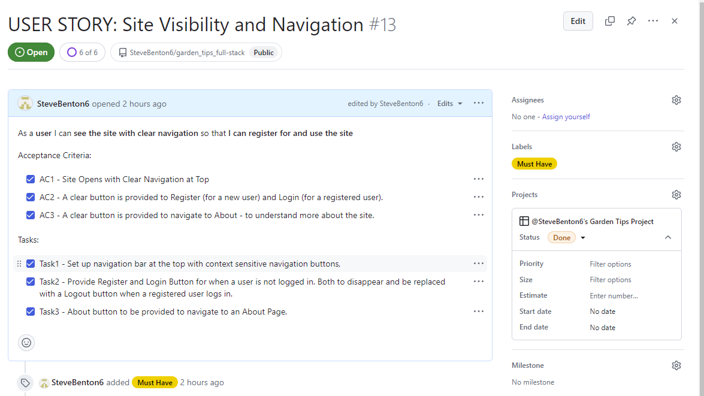 USER STORY: Site Visibility and Navigation #13
Edit
Open
6 of 6
SteveBenton6/garden_tips_full-stack
Public
SteveBenton6 opened 2 hours ago
edited by SteveBenton6
Edits
As a user I can see the site with clear navigation so that I can register for and use the site
Acceptance Criteria:
AC1 - Site Opens with Clear Navigation at Top
AC2 - A clear button is provided to Register (for a new user) and Login (for a registered user).
AC3 - A clear button is provided to navigate to About - to understand more about the site.
Tasks:
Task1 - Set up navigation bar at the top with context sensitive navigation buttons.
Task2 - Provide Register and Login Button for when a user is not logged in. Both to disappear and be replaced
with a Logout button when a registered user logs in.
Task3 - About button to be provided to navigate to an About Page.
SteveBenton6 added Must Have 2 hours ago
Assignees
No one - Assign yourself
Labels
Must Have
Projects
@SteveBenton6's Garden Tips Project
Status Done
Priority Filter options
Size Filter options
Estimate Enter number...
Start date No date
End date No date
Milestone
No milestone